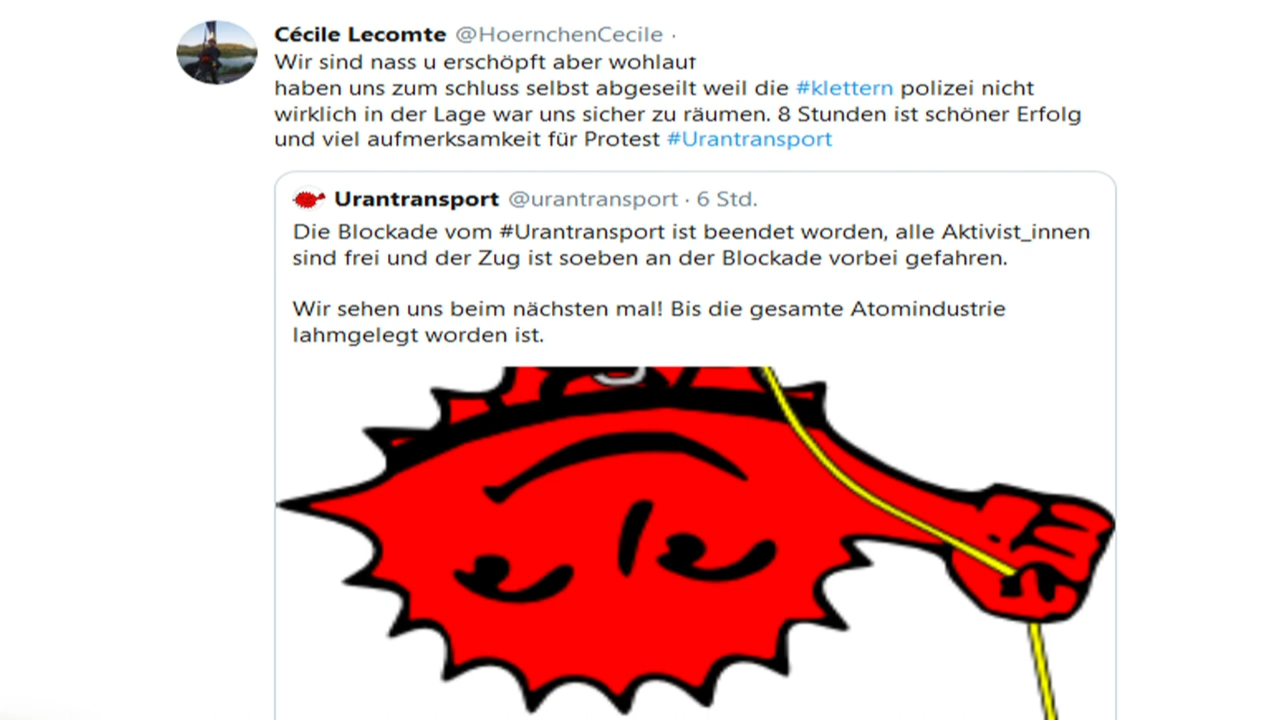 Cécile Lecomte @HoernchenCecile ·
Wir sind nass u erschöpft aber wohlaut
haben uns zum schluss selbst abgeseilt weil die #klettern polizei nicht
wirklich in der Lage war uns sicher zu räumen. 8 Stunden ist schöner Erfolg
und viel aufmerksamkeit für Protest #Urantransport
Urantransport @urantransport · 6 Std.
Die Blockade vom #Urantransport ist beendet worden, alle Aktivist_innen
sind frei und der Zug ist soeben an der Blockade vorbei gefahren.
Wir sehen uns beim nächsten mal! Bis die gesamte Atomindustrie
lahmgelegt worden ist.